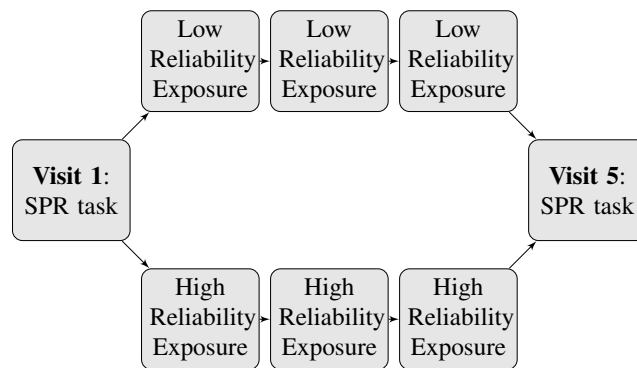 Low
Reliability
Exposure
Low
Reliability
Exposure
Low
Reliability
Exposure
Visit 1:
SPR task
Visit 5:
SPR task
High
Reliability
Exposure
High
Reliability
Exposure
High
Reliability
Exposure